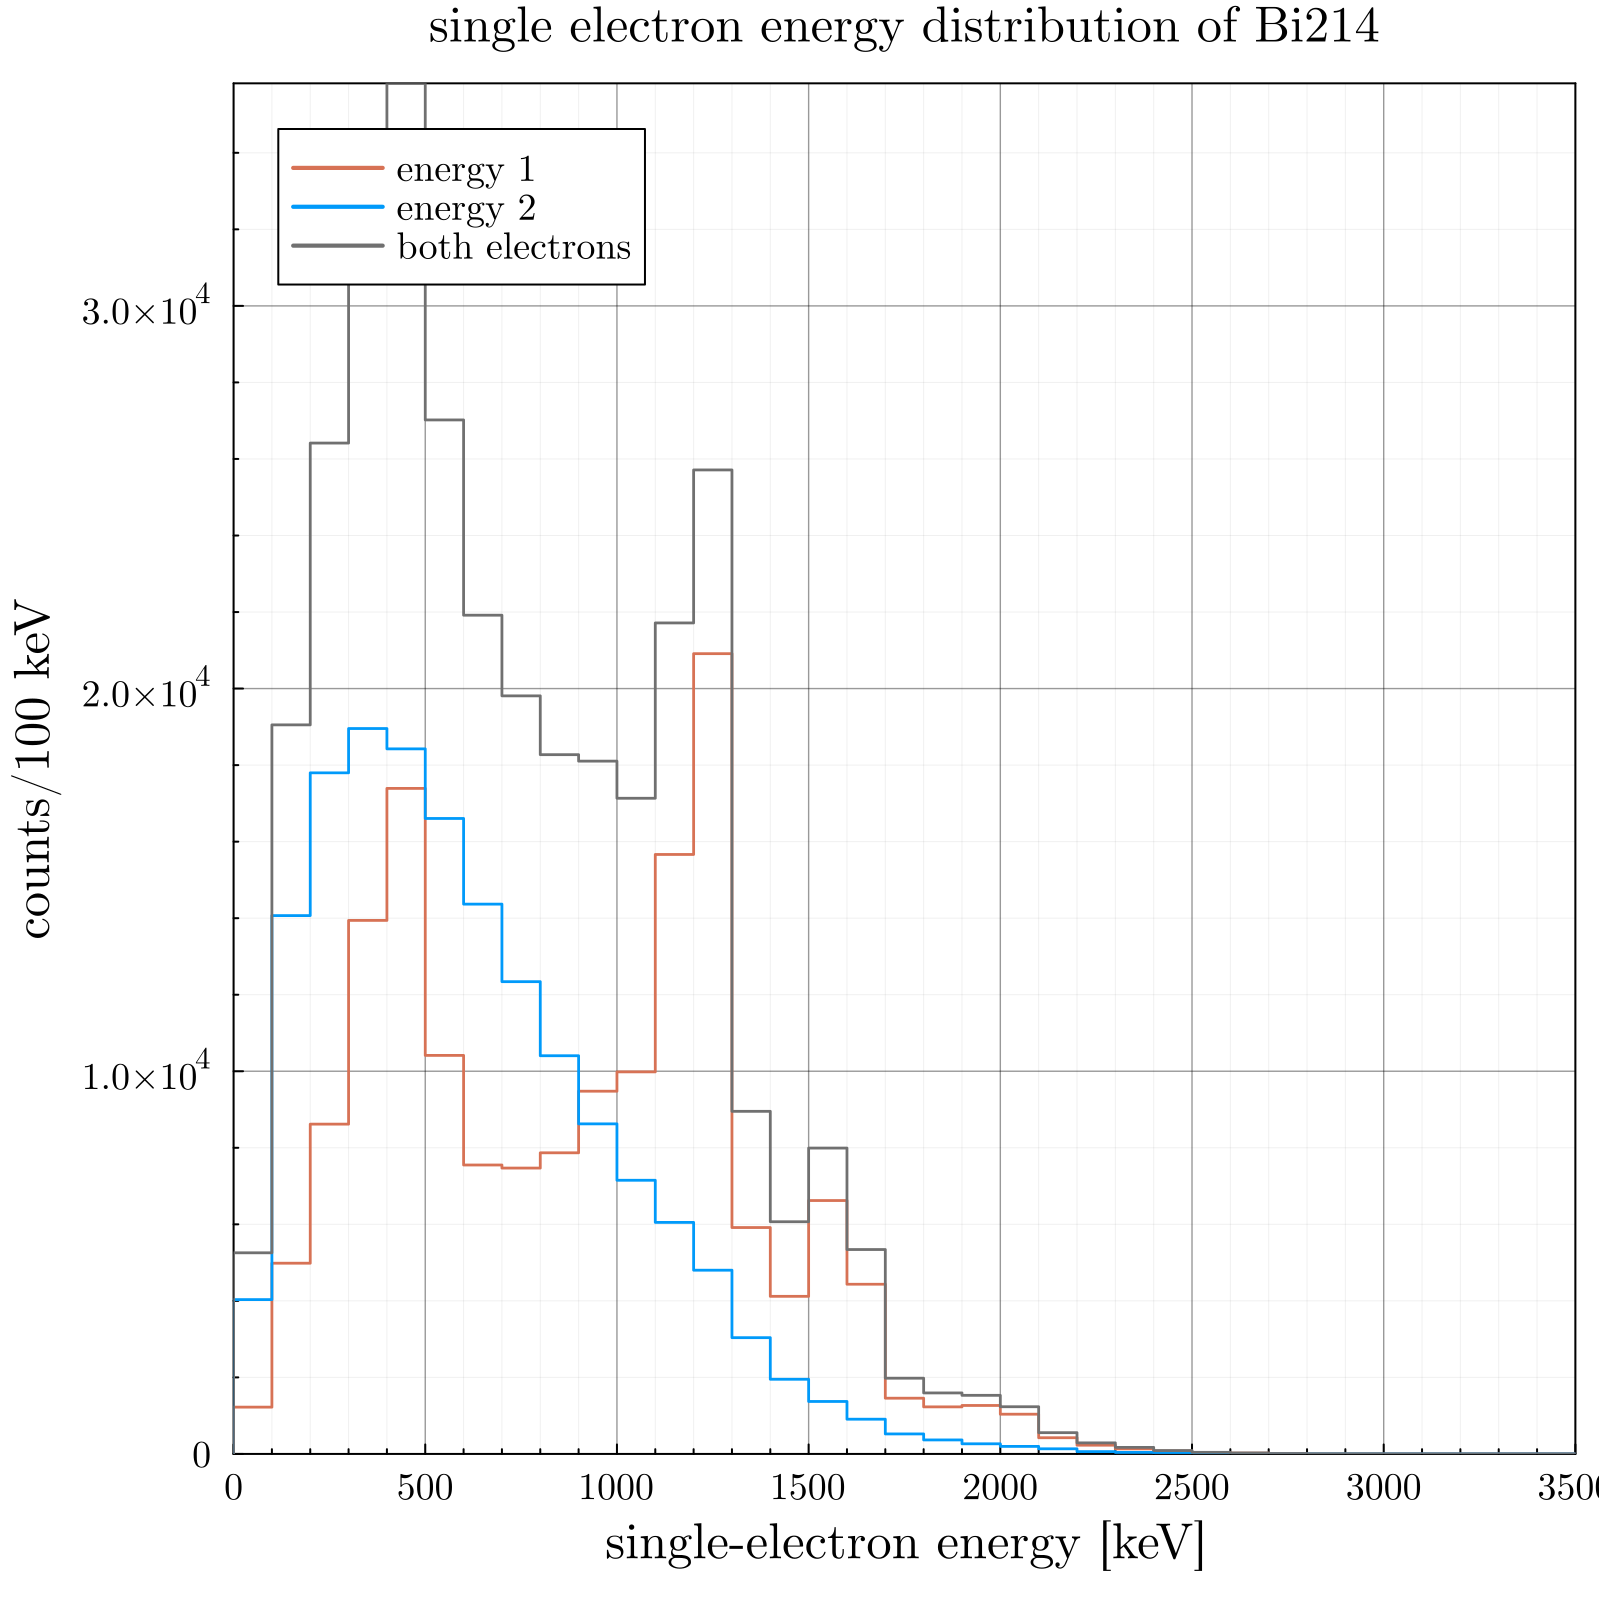 single electron energy distribution of Bi214
energy 1
energy 2
both electrons
3.0×10⁴
2.0×10⁴
1.0×10⁴
0
counts/100 keV
0 500 1000 1500 2000 2500 3000 3500
single-electron energy [keV]